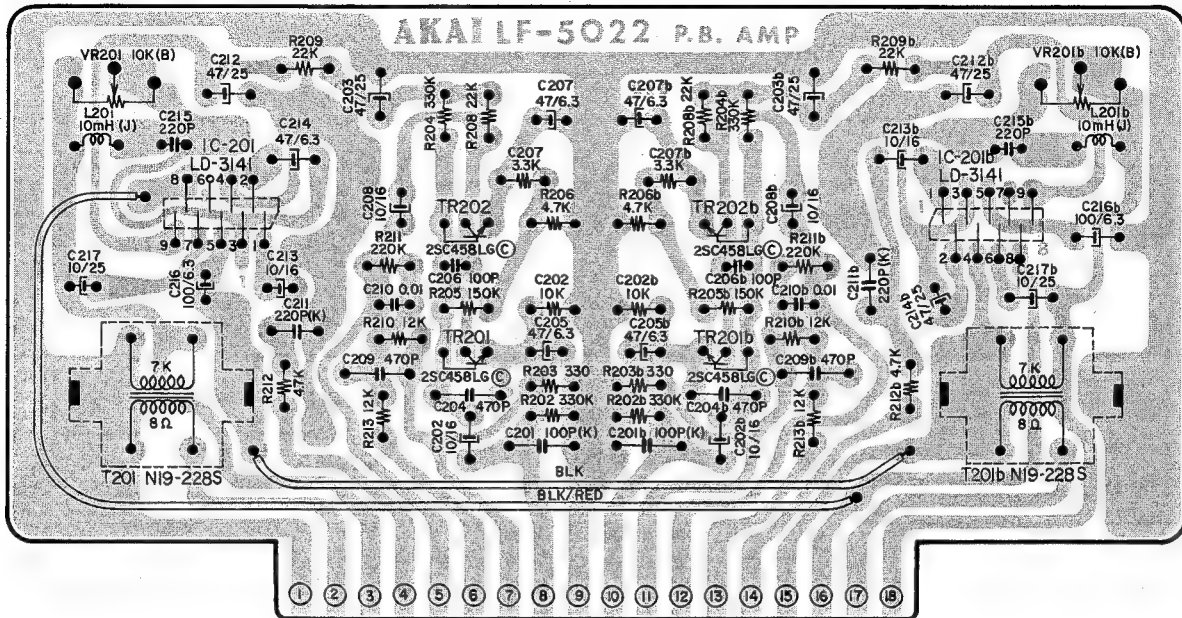 AKAI LF-5022 P.B. AMP
VR201 10K(B)
C212
47/25
R209
22K
C203
47/25
R204 330K
R208 22K
C207
47/6.3
C207b
47/6.3
R208b 22K
R204b
330K
C203b
47/25
R209b
22K
C212b
47/25
VR201b 10K(B)
L201
10mH(J)
C215
220P
IC-201
LD-3141
C214
47/6.3
8 6 4 2
9 7 5 3 1
C207
3.3K
C207b
3.3K
C213b
10/16
C215b
220P
L201b
10mH(J)
IC-201b
LD-3141
1 3 5 7 9
2 4 6 8
C208
10/16
TR202
2SC458LG C
R206
4.7K
R206b
4.7K
TR202b
2SC458LG C
C208b
10/16
C216b
100/6.3
C217
10/25
C216
100/6.3
C213
10/16
C211
220P(K)
R211
220K
C206 100P
C210 0.01
R205 150K
C202
10K
C202b
10K
C206b 100P
R205b 150K
R211b
220K
C210b 0.01
C211b
220P(K)
C214b
47/25
C217b
10/25
R210 12K
TR201
2SC458LG C
C205
47/6.3
C205b
47/6.3
TR201b
2SC458LG C
R210b 12K
7K
8Ω
T201 N19-228S
R212
4.7K
C209 470P
R213 12K
C204 470P
C202
10/16
R203 330
R202 330K
C201 100P(K)
R203b 330
R202b 330K
C201b 100P(K)
C204b 470P
C202b
10/16
C209b 470P
R213b 12K
R212b 4.7K
7K
8Ω
T201b N19-228S
BLK
BLK/RED
1 2 3 4 5 6 7 8 9 10 11 12 13 14 15 16 17 18